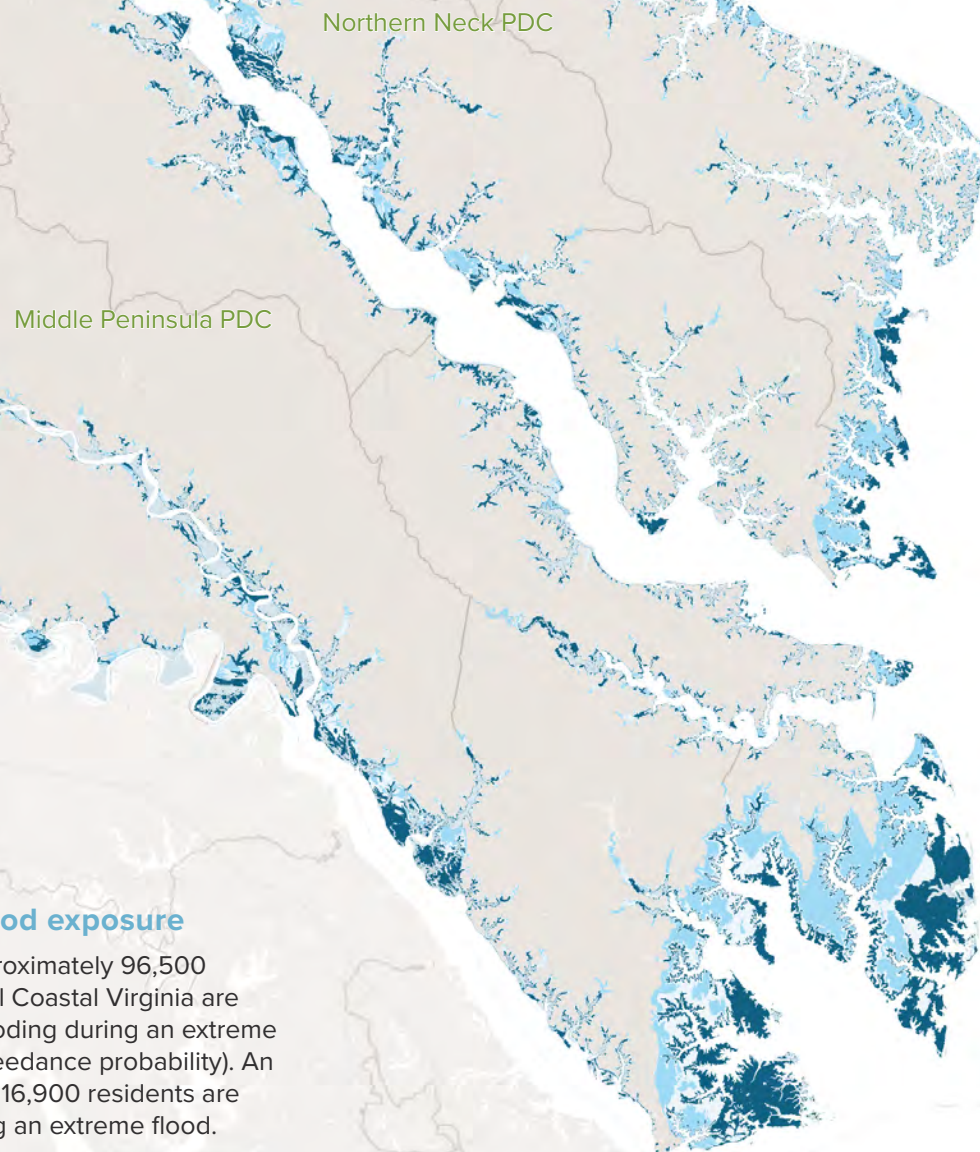 Northern Neck PDC
Middle Peninsula PDC
od exposure
roximately 96,500
l Coastal Virginia are
oding during an extreme
eedance probability). An
16,900 residents are
g an extreme flood.